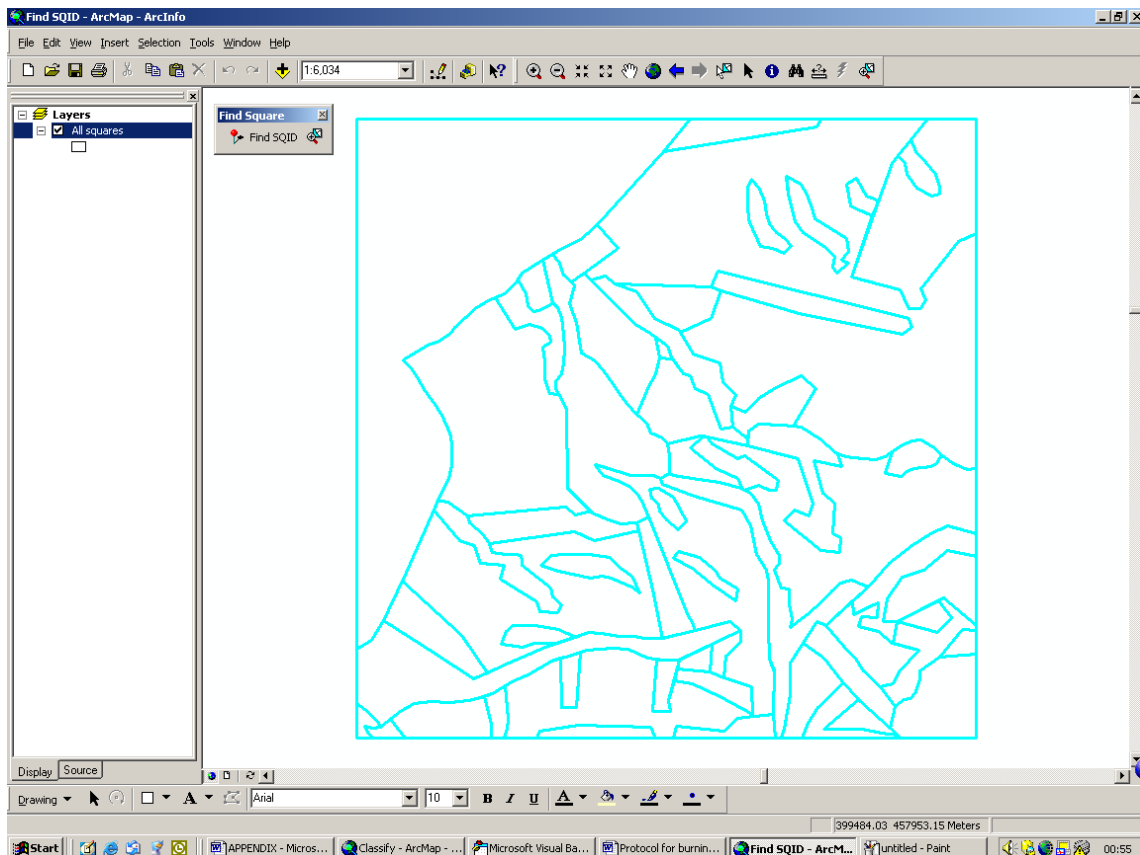 Find SQID - ArcMap - ArcInfo
File Edit View Insert Selection Tools Window Help
1:6,034
Layers
All squares
Find Square
Find SQID
Display Source
Drawing A Arial 10 B I U A
399484.03 457953.15 Meters
Start APPENDIX - Micros... Classify - ArcMap - ... Microsoft Visual Ba... Protocol for burnin... Find SQID - ArcM... untitled - Paint 00:55